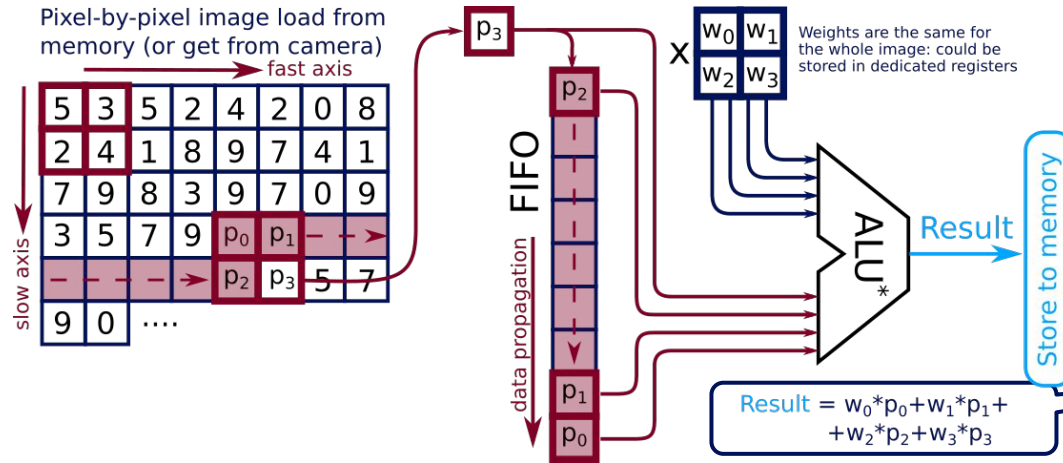 Pixel-by-pixel image load from
memory (or get from camera)
fast axis
slow axis
5 3 5 2 4 2 0 8
2 4 1 8 9 7 4 1
7 9 8 3 9 7 0 9
3 5 7 9 p₀ p₁
p₂ p₃ 5 7
9 0 ....
p₃
p₂
FIFO
data propagation
p₁
p₀
x
w₀ w₁
w₂ w₃
Weights are the same for
the whole image: could be
stored in dedicated registers
ALU*
Result
Store to memory
Result = w₀*p₀+w₁*p₁+
+w₂*p₂+w₃*p₃